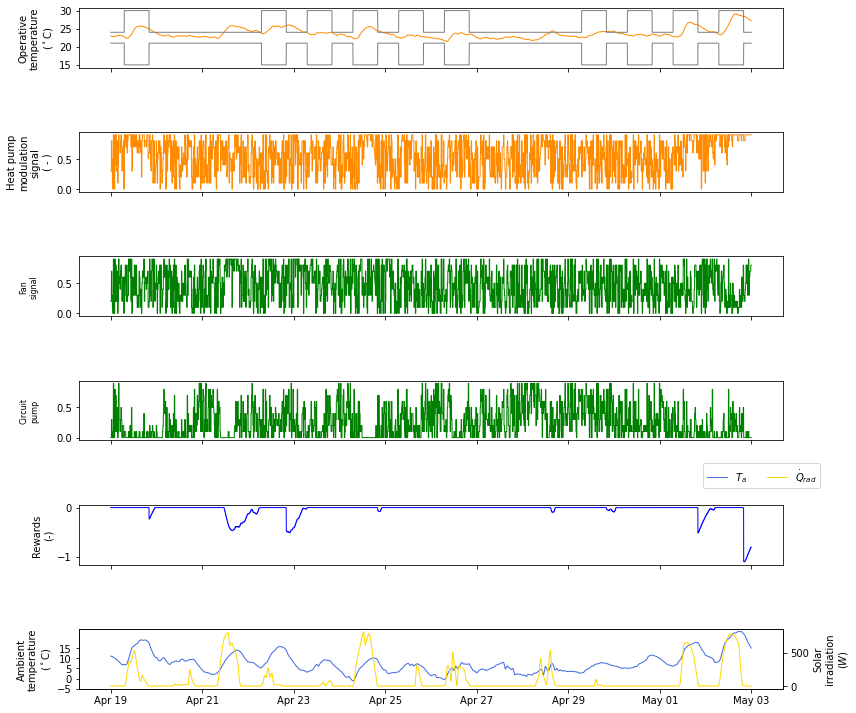 Operative
temperature
(°C)
30
25
20
15
Heat pump
modulation
signal
( - )
0.5
0.0
Fan
signal
0.5
0.0
Circuit
pump
0.5
0.0
T_a
Q̇_rad
Rewards
(-)
0
−1
Ambient
temperature
(°C)
15
10
5
0
−5
Solar
irradiation
(W)
500
0
Apr 19 Apr 21 Apr 23 Apr 25 Apr 27 Apr 29 May 01 May 03